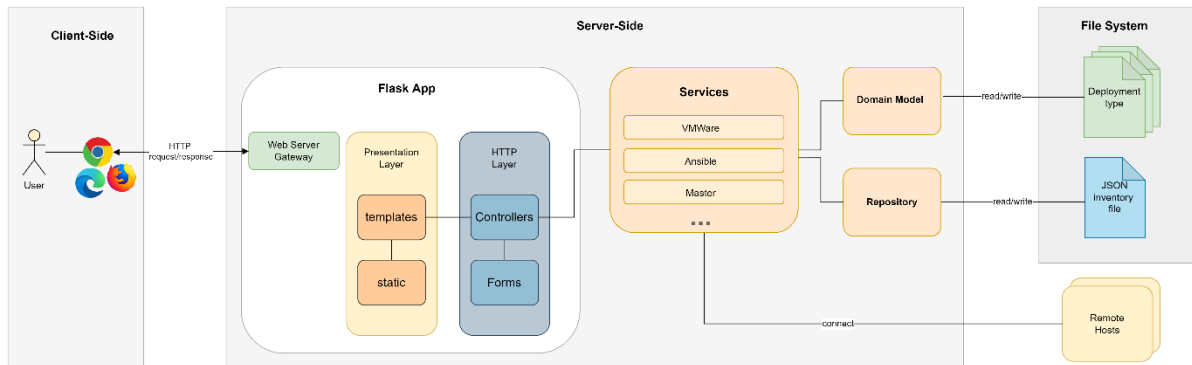 Client-Side
User
HTTP
request/response
Server-Side
Flask App
Web Server
Gateway
Presentation
Layer
templates
static
HTTP
Layer
Controllers
Forms
Services
VMWare
Ansible
Master
...
Domain Model
Repository
read/write
read/write
connect
File System
Deployment
type
JSON
inventory
file
Remote
Hosts